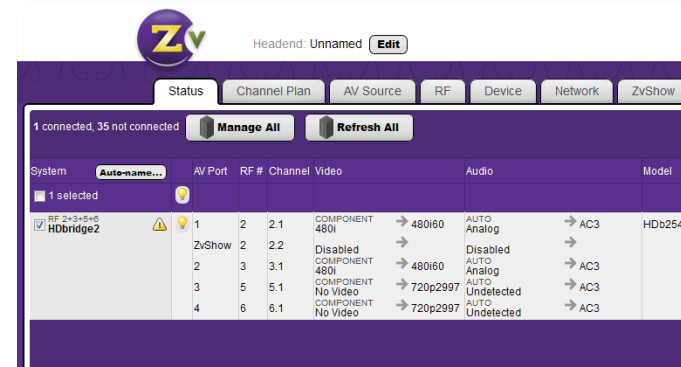 Zv
Headend: Unnamed Edit
Status Channel Plan AV Source RF Device Network ZvShow
1 connected, 35 not connected Manage All Refresh All
System Auto-name... AV Port RF # Channel Video Audio Model
1 selected
RF 2+3+5+6
HDbridge2
1 2 2.1 COMPONENT 480i 480i60 AUTO Analog AC3 HDb254
ZvShow 2 2.2 Disabled Disabled
2 3 3.1 COMPONENT 480i 480i60 AUTO Analog AC3
3 5 5.1 COMPONENT No Video 720p2997 AUTO Undetected AC3
4 6 6.1 COMPONENT No Video 720p2997 AUTO Undetected AC3